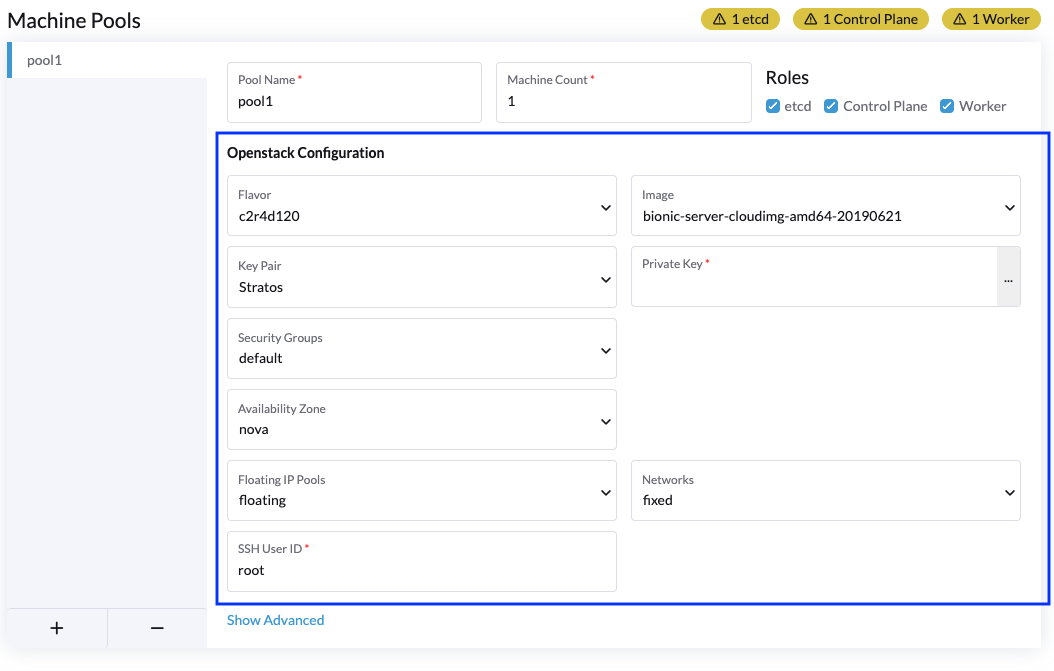 Machine Pools
1 etcd
1 Control Plane
1 Worker
pool1
Pool Name *
pool1
Machine Count *
1
Roles
etcd
Control Plane
Worker
Openstack Configuration
Flavor
c2r4d120
Image
bionic-server-cloudimg-amd64-20190621
Key Pair
Stratos
Private Key *
...
Security Groups
default
Availability Zone
nova
Floating IP Pools
floating
Networks
fixed
SSH User ID *
root
Show Advanced
+
−